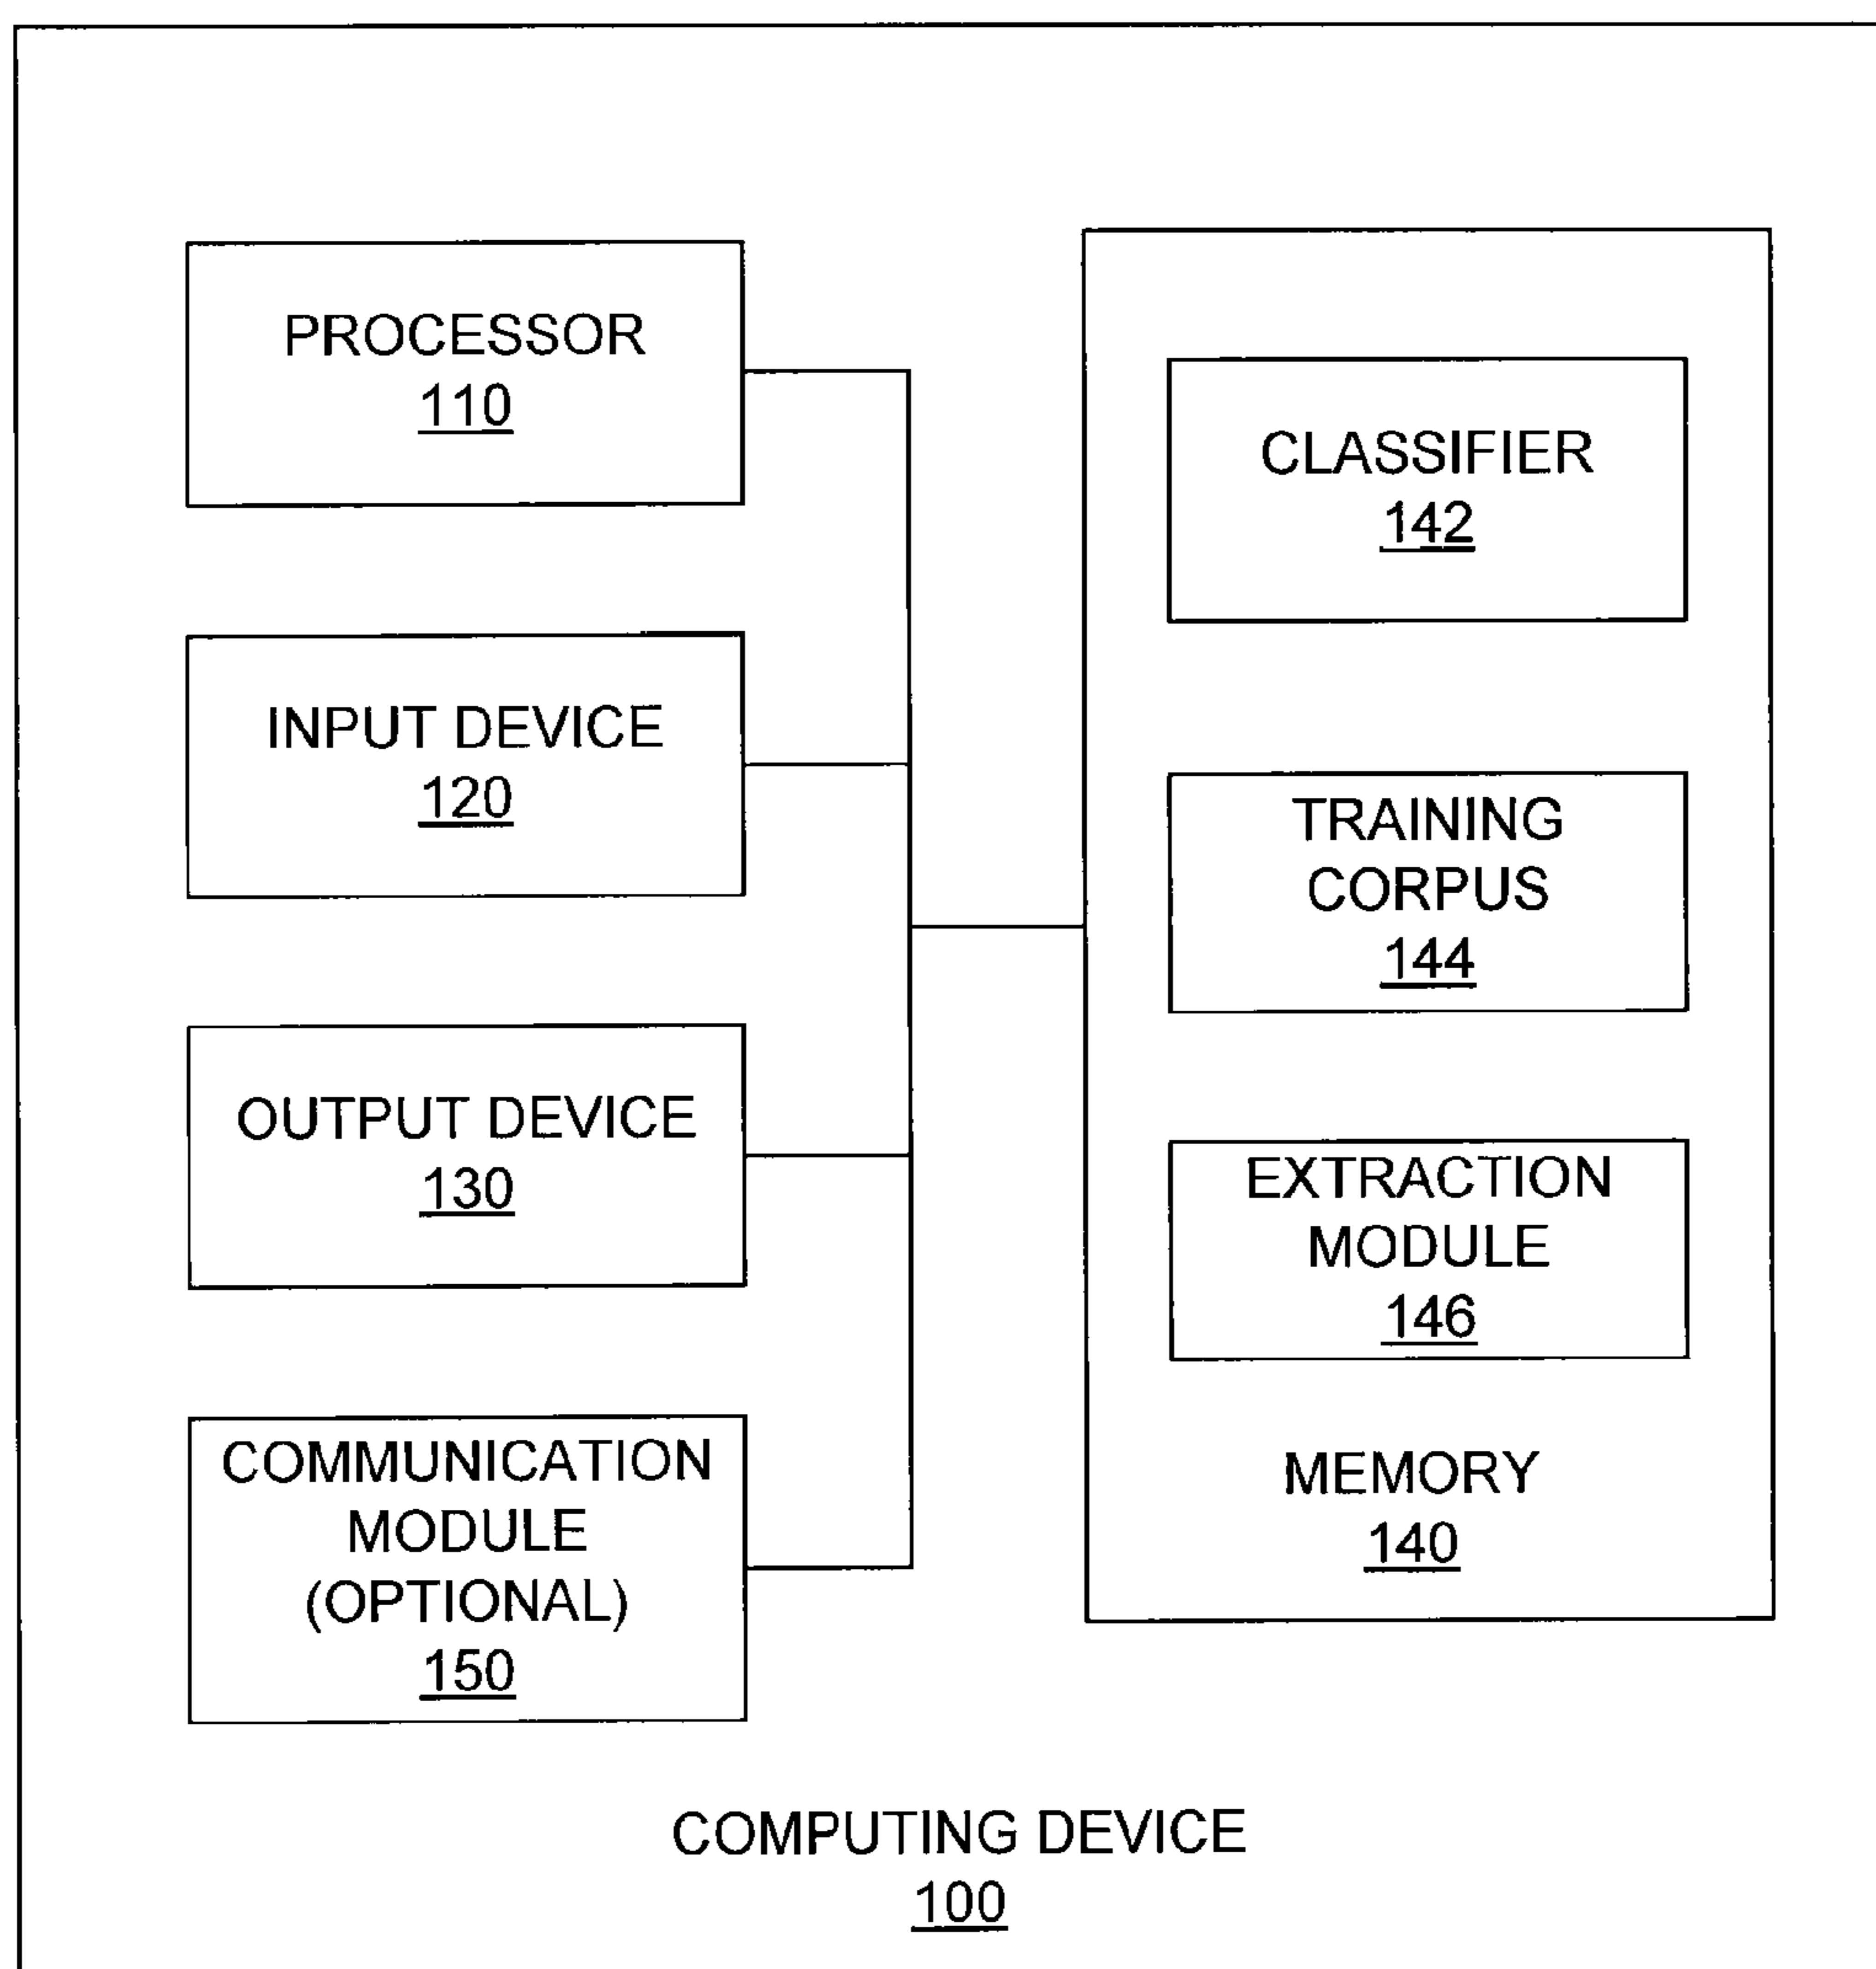 PROCESSOR
110
INPUT DEVICE
120
OUTPUT DEVICE
130
COMMUNICATION
MODULE
(OPTIONAL)
150
CLASSIFIER
142
TRAINING
CORPUS
144
EXTRACTION
MODULE
146
MEMORY
140
COMPUTING DEVICE
100